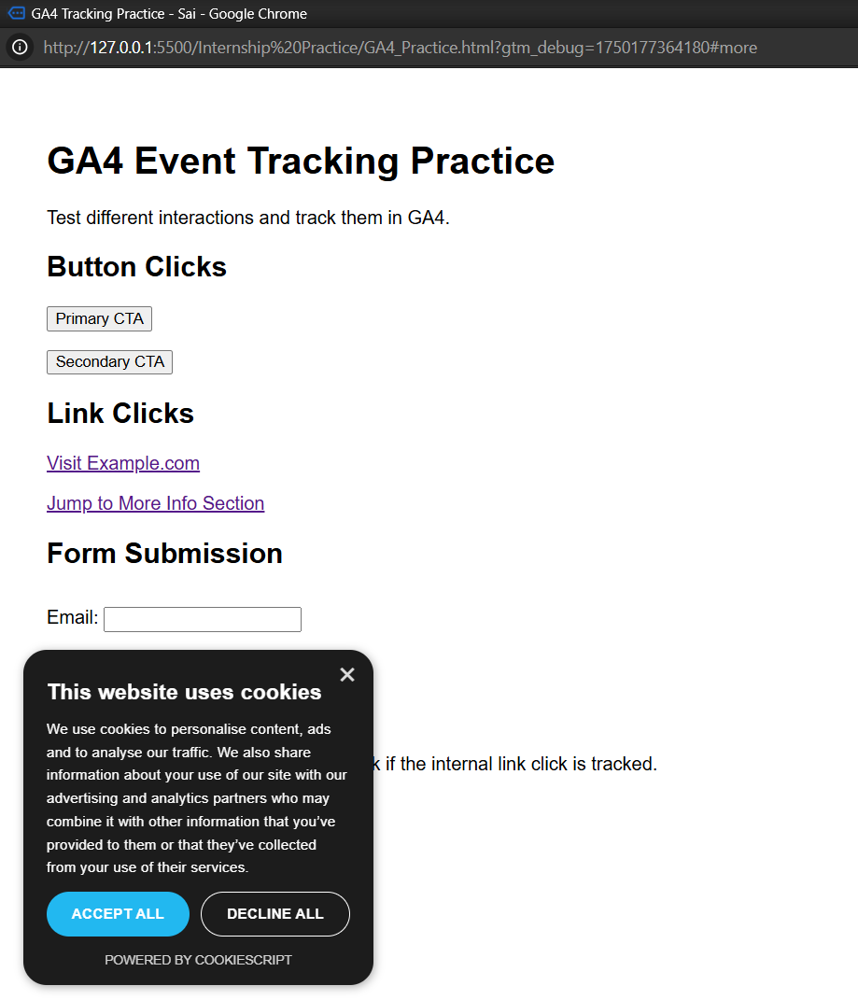 GA4 Tracking Practice - Sai - Google Chrome
http://127.0.0.1:5500/Internship%20Practice/GA4_Practice.html?gtm_debug=1750177364180#more
GA4 Event Tracking Practice
Test different interactions and track them in GA4.
Button Clicks
Primary CTA
Secondary CTA
Link Clicks
Visit Example.com
Jump to More Info Section
Form Submission
Email:
if the internal link click is tracked.
This website uses cookies
We use cookies to personalise content, ads
and to analyse our traffic. We also share
information about your use of our site with our
advertising and analytics partners who may
combine it with other information that you’ve
provided to them or that they’ve collected
from your use of their services.
ACCEPT ALL
DECLINE ALL
POWERED BY COOKIESCRIPT